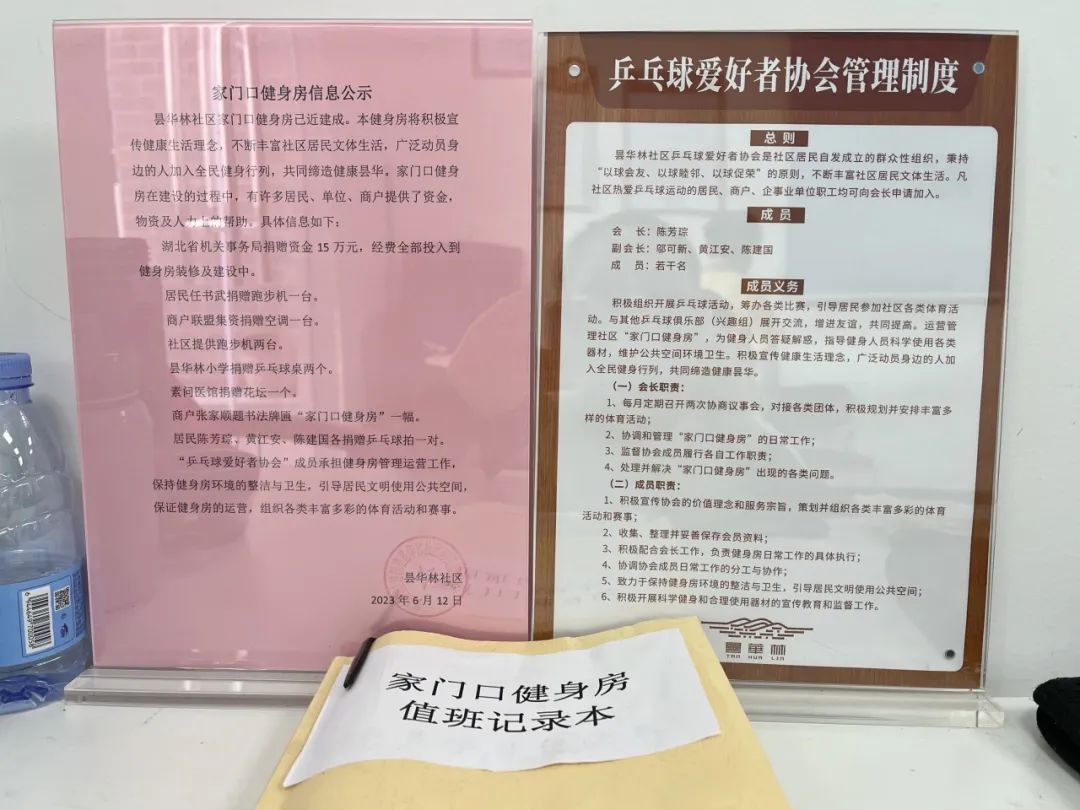 家门口健身房信息公示
昙华林社区家门口健身房已近建成。本健身房将积极宣
传健康生活理念，不断丰富社区居民文体生活，广泛动员身
边的人加入全民健身行列，共同缔造健康昙华。家门口健身
房在建设的过程中，有许多居民、单位、商户提供了资金，
物资及人力上的帮助。具体信息如下：
湖北省机关事务局捐赠资金 15 万元，经费全部投入到
健身房装修及建设中。
居民任书武捐赠跑步机一台。
商户联盟集资捐赠空调一台。
社区提供跑步机两台。
昙华林小学捐赠乒乓球桌两个。
素问医馆捐赠花坛一个。
商户张家顺题书法牌匾“家门口健身房”一幅。
居民陈芳琮、黄江安、陈建国各捐赠乒乓球拍一对。
“乒乓球爱好者协会”成员承担健身房管理运营工作，
保持健身房环境的整洁与卫生，引导居民文明使用公共空间，
保证健身房的运营，组织各类丰富多彩的体育活动和赛事。
昙华林社区
2023 年 6 月 12 日
乒乓球爱好者协会管理制度
总 则
昙华林社区乒乓球爱好者协会是社区居民自发成立的群众性组织，秉持
“以球会友、以球睦邻、以球促荣”的原则，不断丰富社区居民文体生活。凡
社区热爱乒乓球运动的居民、商户、企事业单位职工均可向会长申请加入。
成 员
会 长：陈芳琮
副会长：邬可新、黄江安、陈建国
成 员：若干名
成员义务
积极组织开展乒乓球活动，筹办各类比赛，引导居民参加社区各类体育活
动。与其他乒乓球俱乐部（兴趣组）展开交流，增进友谊，共同提高。运营管
理社区“家门口健身房”，为健身人员答疑解惑，指导健身人员科学使用各类
器材，维护公共空间环境卫生。积极宣传健康生活理念，广泛动员身边的人加
入全民健身行列，共同缔造健康昙华。
（一）会长职责：
1、每月定期召开两次协商议事会，对接各类团体，积极规划并安排丰富多
样的体育活动；
2、协调和管理“家门口健身房”的日常工作；
3、监督协会成员履行各自工作职责；
4、处理并解决“家门口健身房”出现的各类问题。
（二）成员职责：
1、积极宣传协会的价值理念和服务宗旨，策划并组织各类丰富多彩的体育
活动和赛事；
2、收集、整理并妥善保存会员资料；
3、积极配合会长工作，负责健身房日常工作的具体执行；
4、协调协会成员日常工作的分工与协作；
5、致力于保持健身房环境的整洁与卫生，引导居民文明使用公共空间；
6、积极开展科学健身和合理使用器材的宣传教育和监督工作。
昙華林
TAN HUA LIN
家门口健身房
值班记录本